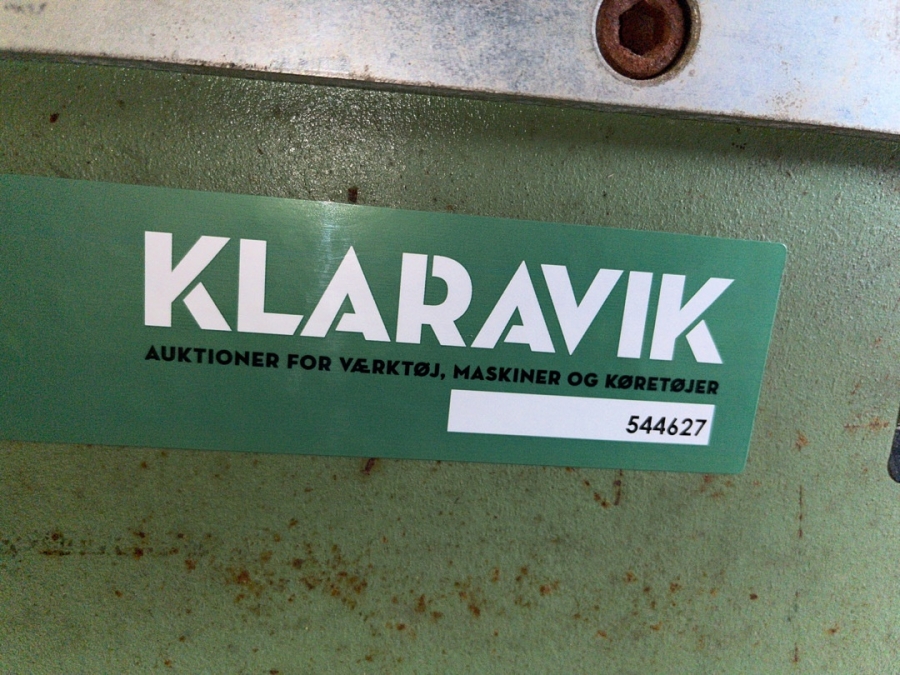 KLARAVIK
AUKTIONER FOR VÆRKTØJ, MASKINER OG KØRETØJER
544627